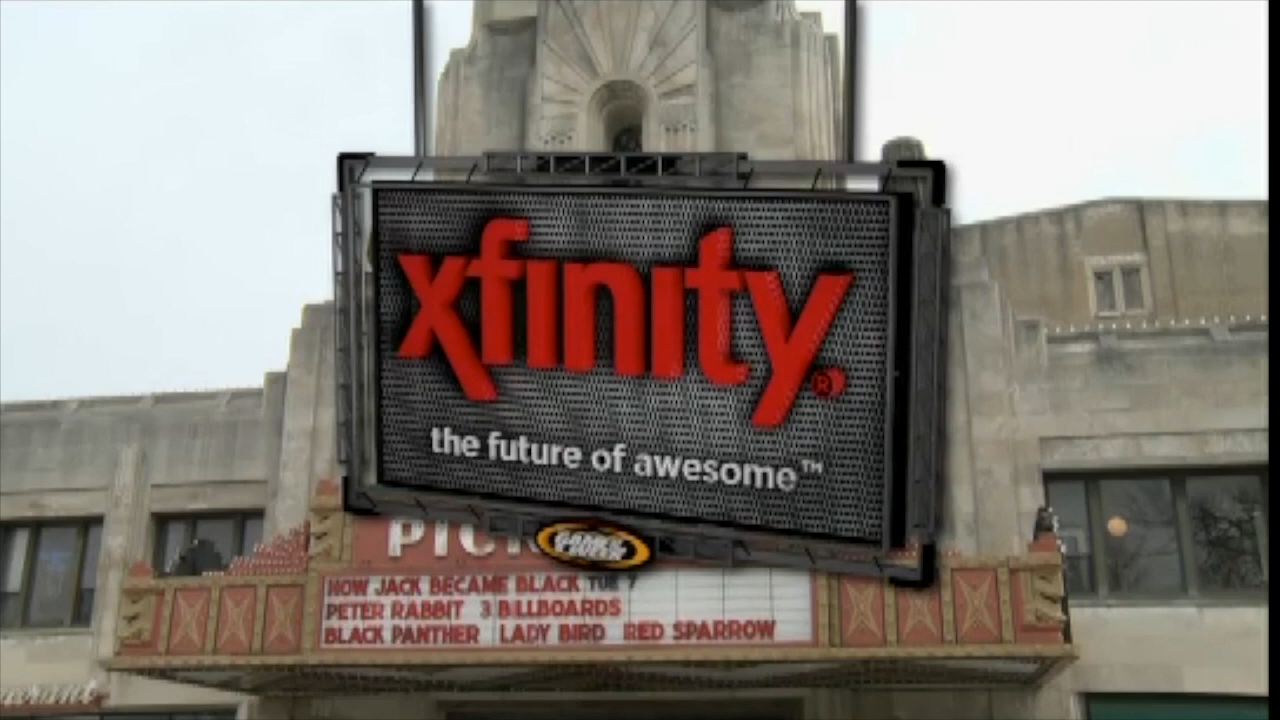 xfinity®
the future of awesome™
HOW JACK BECAME BLACK TUE 7
PETER RABBIT 3 BILLBOARDS
BLACK PANTHER LADY BIRD RED SPARROW